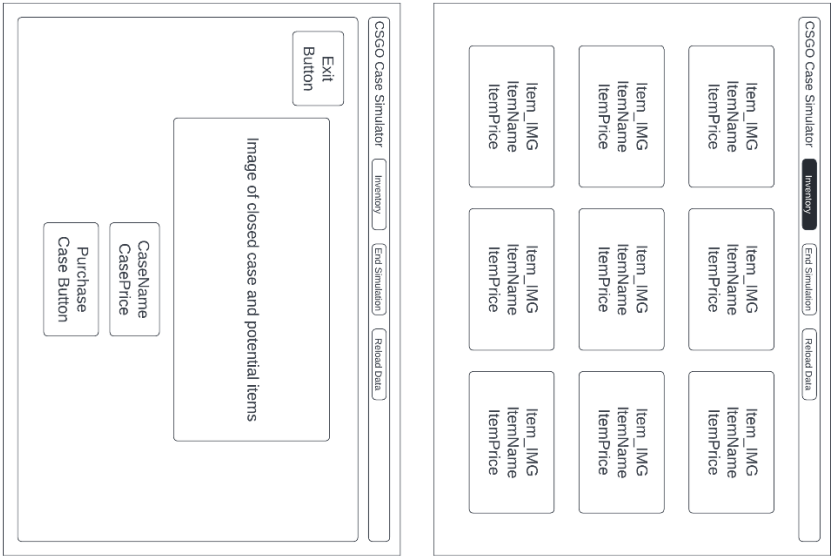 CSGO Case Simulator
Inventory
End Simulation
Reload Data
Item_IMG
ItemName
ItemPrice
Item_IMG
ItemName
ItemPrice
Item_IMG
ItemName
ItemPrice
Item_IMG
ItemName
ItemPrice
Item_IMG
ItemName
ItemPrice
Item_IMG
ItemName
ItemPrice
Item_IMG
ItemName
ItemPrice
Item_IMG
ItemName
ItemPrice
Item_IMG
ItemName
ItemPrice
CSGO Case Simulator
Inventory
End Simulation
Reload Data
Exit
Button
Image of closed case and potential items
CaseName
CasePrice
Purchase
Case Button